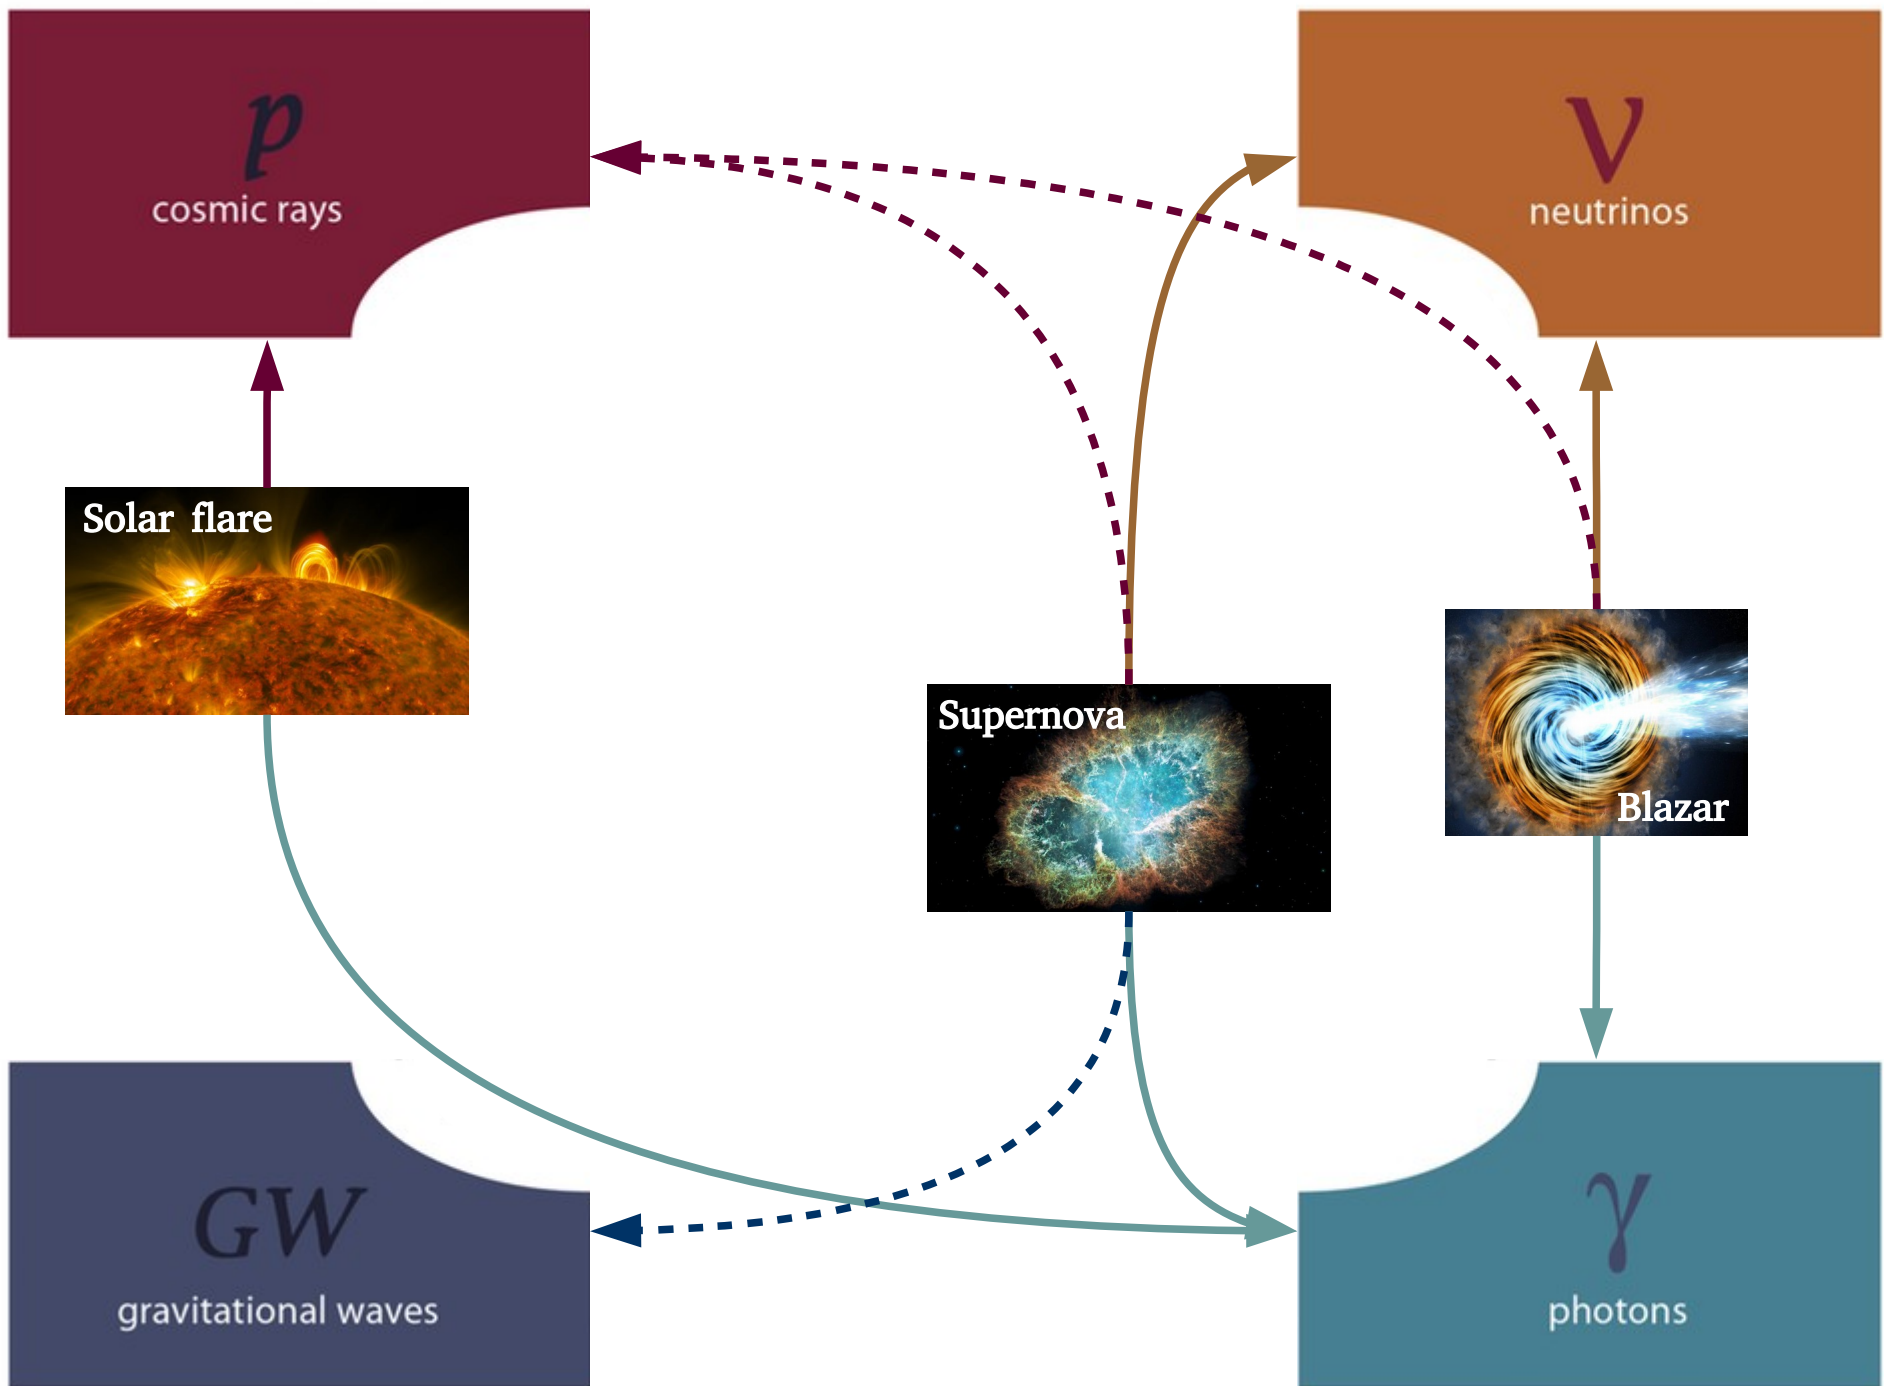 p
cosmic rays
ν
neutrinos
Solar flare
Supernova
Blazar
GW
gravitational waves
γ
photons